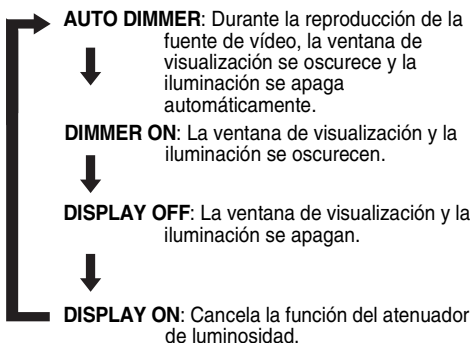 AUTO DIMMER: Durante la reproducción de la
fuente de vídeo, la ventana de
visualización se oscurece y la
iluminación se apaga
automáticamente.
DIMMER ON: La ventana de visualización y la
iluminación se oscurecen.
DISPLAY OFF: La ventana de visualización y la
iluminación se apagan.
DISPLAY ON: Cancela la función del atenuador
de luminosidad.